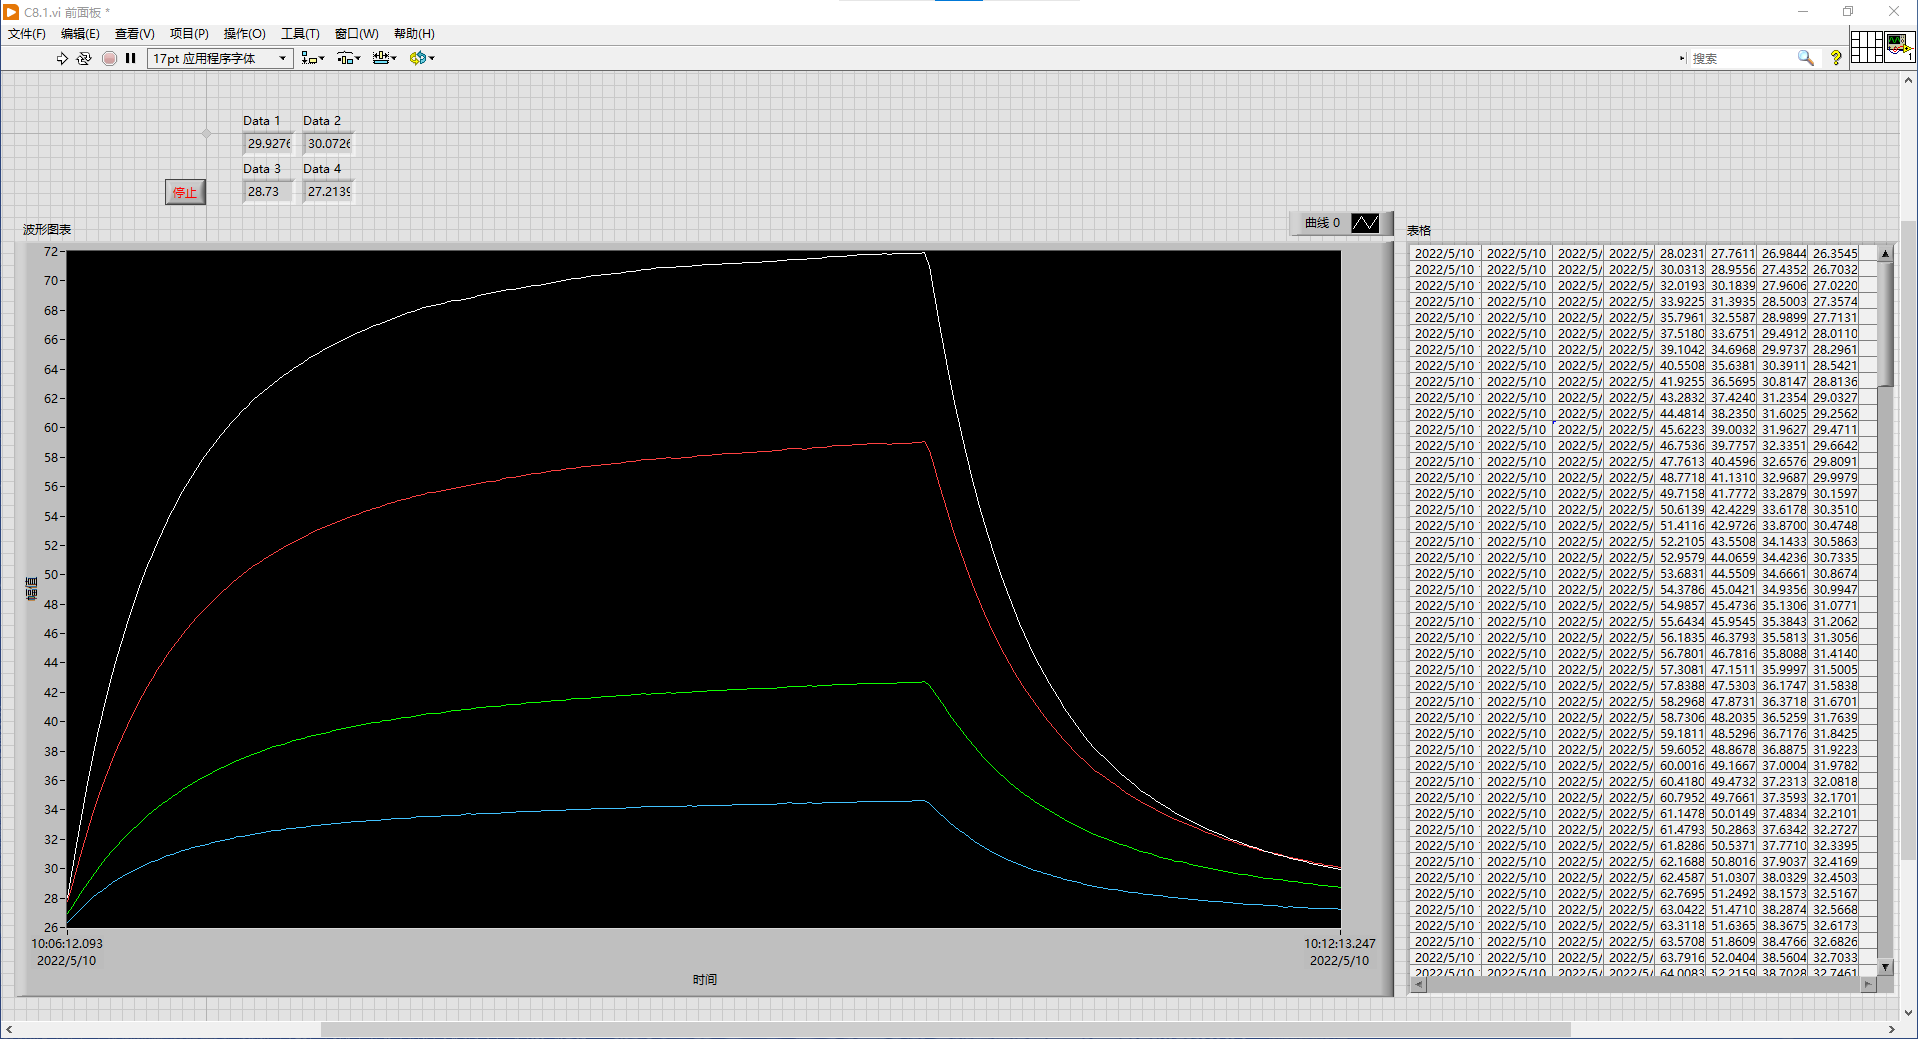 C8.1.vi 前面板 *
文件(F) 编辑(E) 查看(V) 项目(P) 操作(O) 工具(T) 窗口(W) 帮助(H)
17pt 应用程序字体 搜索 ? 1
Data 1 Data 2
29.9276 30.0726
Data 3 Data 4
28.73 27.2139
停止
曲线 0
波形图表
72
70
68
66
64
62
60
58
56
54
52
50
48
46
44
42
40
38
36
34
32
30
28
26
幅值
10:06:12.093 10:12:13.247
2022/5/10 2022/5/10
时间
表格
2022/5/10 2022/5/10 2022/5/ 2022/5/ 28.0231 27.7611 26.9844 26.3545
2022/5/10 2022/5/10 2022/5/ 2022/5/ 30.0313 28.9556 27.4352 26.7032
2022/5/10 2022/5/10 2022/5/ 2022/5/ 32.0193 30.1839 27.9606 27.0220
2022/5/10 2022/5/10 2022/5/ 2022/5/ 33.9225 31.3935 28.5003 27.3574
2022/5/10 2022/5/10 2022/5/ 2022/5/ 35.7961 32.5587 28.9899 27.7131
2022/5/10 2022/5/10 2022/5/ 2022/5/ 37.5180 33.6751 29.4912 28.0110
2022/5/10 2022/5/10 2022/5/ 2022/5/ 39.1042 34.6968 29.9737 28.2961
2022/5/10 2022/5/10 2022/5/ 2022/5/ 40.5508 35.6381 30.3911 28.5421
2022/5/10 2022/5/10 2022/5/ 2022/5/ 41.9255 36.5695 30.8147 28.8136
2022/5/10 2022/5/10 2022/5/ 2022/5/ 43.2832 37.4240 31.2354 29.0327
2022/5/10 2022/5/10 2022/5/ 2022/5/ 44.4814 38.2350 31.6025 29.2562
2022/5/10 2022/5/10 2022/5/ 2022/5/ 45.6223 39.0032 31.9627 29.4711
2022/5/10 2022/5/10 2022/5/ 2022/5/ 46.7536 39.7757 32.3351 29.6642
2022/5/10 2022/5/10 2022/5/ 2022/5/ 47.7613 40.4596 32.6576 29.8091
2022/5/10 2022/5/10 2022/5/ 2022/5/ 48.7718 41.1310 32.9687 29.9979
2022/5/10 2022/5/10 2022/5/ 2022/5/ 49.7158 41.7772 33.2879 30.1597
2022/5/10 2022/5/10 2022/5/ 2022/5/ 50.6139 42.4229 33.6178 30.3510
2022/5/10 2022/5/10 2022/5/ 2022/5/ 51.4116 42.9726 33.8700 30.4748
2022/5/10 2022/5/10 2022/5/ 2022/5/ 52.2105 43.5508 34.1433 30.5863
2022/5/10 2022/5/10 2022/5/ 2022/5/ 52.9579 44.0659 34.4236 30.7335
2022/5/10 2022/5/10 2022/5/ 2022/5/ 53.6831 44.5509 34.6661 30.8674
2022/5/10 2022/5/10 2022/5/ 2022/5/ 54.3786 45.0421 34.9356 30.9947
2022/5/10 2022/5/10 2022/5/ 2022/5/ 54.9857 45.4736 35.1306 31.0771
2022/5/10 2022/5/10 2022/5/ 2022/5/ 55.6434 45.9545 35.3843 31.2062
2022/5/10 2022/5/10 2022/5/ 2022/5/ 56.1835 46.3793 35.5813 31.3056
2022/5/10 2022/5/10 2022/5/ 2022/5/ 56.7801 46.7816 35.8088 31.4140
2022/5/10 2022/5/10 2022/5/ 2022/5/ 57.3081 47.1511 35.9997 31.5005
2022/5/10 2022/5/10 2022/5/ 2022/5/ 57.8388 47.5303 36.1747 31.5838
2022/5/10 2022/5/10 2022/5/ 2022/5/ 58.2968 47.8731 36.3718 31.6701
2022/5/10 2022/5/10 2022/5/ 2022/5/ 58.7306 48.2035 36.5259 31.7639
2022/5/10 2022/5/10 2022/5/ 2022/5/ 59.1811 48.5296 36.7176 31.8425
2022/5/10 2022/5/10 2022/5/ 2022/5/ 59.6052 48.8678 36.8875 31.9223
2022/5/10 2022/5/10 2022/5/ 2022/5/ 60.0016 49.1667 37.0004 31.9782
2022/5/10 2022/5/10 2022/5/ 2022/5/ 60.4180 49.4732 37.2313 32.0818
2022/5/10 2022/5/10 2022/5/ 2022/5/ 60.7952 49.7661 37.3593 32.1701
2022/5/10 2022/5/10 2022/5/ 2022/5/ 61.1478 50.0149 37.4834 32.2101
2022/5/10 2022/5/10 2022/5/ 2022/5/ 61.4793 50.2863 37.6342 32.2727
2022/5/10 2022/5/10 2022/5/ 2022/5/ 61.8286 50.5371 37.7710 32.3395
2022/5/10 2022/5/10 2022/5/ 2022/5/ 62.1688 50.8016 37.9037 32.4169
2022/5/10 2022/5/10 2022/5/ 2022/5/ 62.4587 51.0307 38.0329 32.4503
2022/5/10 2022/5/10 2022/5/ 2022/5/ 62.7695 51.2492 38.1573 32.5167
2022/5/10 2022/5/10 2022/5/ 2022/5/ 63.0422 51.4710 38.2874 32.5668
2022/5/10 2022/5/10 2022/5/ 2022/5/ 63.3118 51.6365 38.3675 32.6173
2022/5/10 2022/5/10 2022/5/ 2022/5/ 63.5708 51.8609 38.4766 32.6826
2022/5/10 2022/5/10 2022/5/ 2022/5/ 63.7916 52.0404 38.5604 32.7033
2022/5/10 2022/5/10 2022/5/ 2022/5/ 64.0083 52.2159 38.7028 32.7461